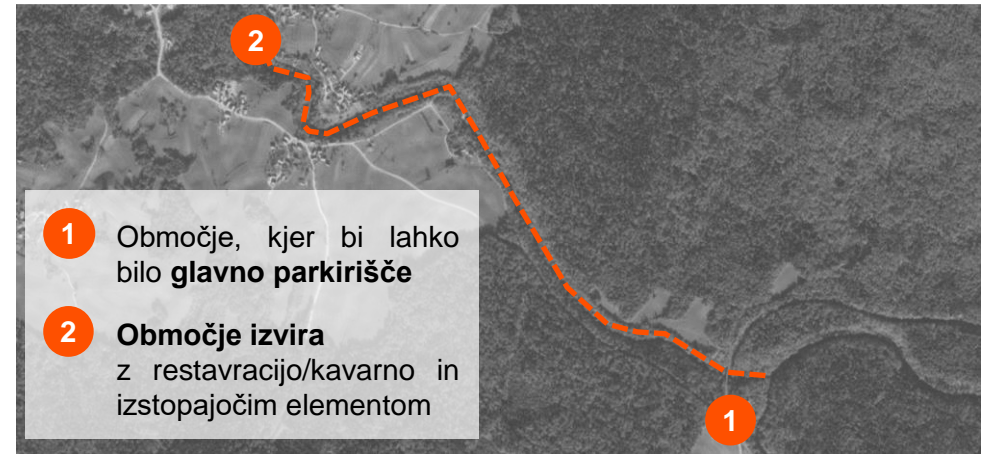 2
1
Območje, kjer bi lahko
bilo glavno parkirišče
2
Območje izvira
z restavracijo/kavarno in
izstopajočim elementom
1